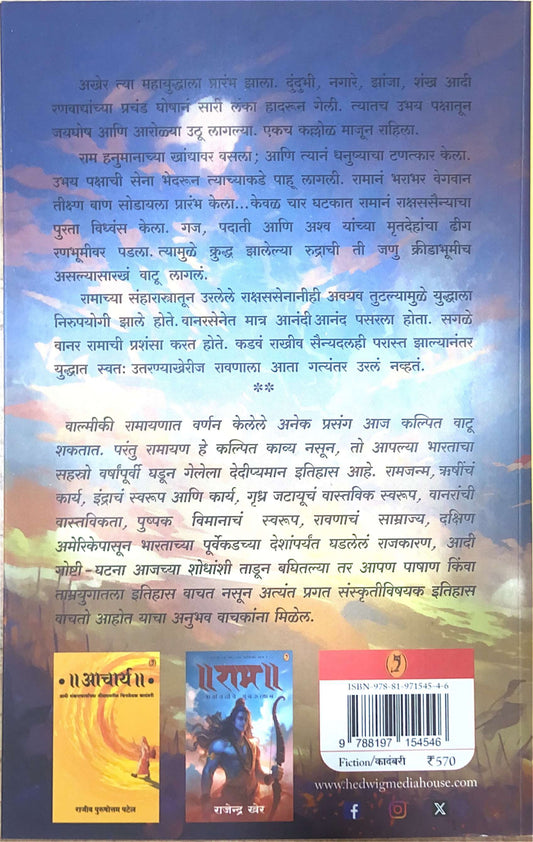 अखेर त्या महायुद्धाला प्रारंभ झाला. दुंदुभी, नगारे, झांजा, शंख आदी
रणवाद्यांच्या प्रचंड घोषानं सारी लंका हादरून गेली. त्यातच उभय पक्षातून
जयघोष आणि आरोळ्या उठू लागल्या. एकच कल्लोळ माजून राहिला.
राम हनुमानाच्या खांद्यावर बसला; आणि त्यानं धनुष्याचा टणत्कार केला.
उभय पक्षाची सेना भेदरून त्याच्याकडे पाहू लागली. रामानं भराभर वेगवान
तीक्ष्ण बाण सोडायला प्रारंभ केला...केवळ चार घटकात रामानं राक्षससैन्याचा
पुरता विध्वंस केला. गज, पदाती आणि अश्व यांच्या मृतदेहांचा ढीग
रणभूमीवर पडला. त्यामुळे क्रुद्ध झालेल्या रुद्राची ती जणु क्रीडाभूमीच
असल्यासारखं वाटू लागलं.
रामाच्या संहारास्त्रातून उरलेले राक्षससेनानीही अवयव तुटल्यामुळे युद्धाला
निरुपयोगी झाले होते. वानरसेनेत मात्र आनंदी आनंद पसरला होता. सगळे
वानर रामाची प्रशंसा करत होते. कडवं राखीव सैन्यदलही परास्त झाल्यानंतर
युद्धात स्वतः उतरण्याखेरीज रावणाला आता गत्यंतर उरलं नव्हतं.
**
वाल्मीकी रामायणात वर्णन केलेले अनेक प्रसंग आज कल्पित वाटू
शकतात. परंतु रामायण हे कल्पित काव्य नसून, तो आपल्या भारताचा
सहस्त्रो वर्षांपूर्वी घडून गेलेला देदीप्यमान इतिहास आहे. रामजन्म, ऋषींचं
कार्य, इंद्राचं स्वरूप आणि कार्य, गृध्र जटायूचं वास्तविक स्वरूप, वानरांची
वास्तविकता, पुष्पक विमानाचं स्वरूप, रावणाचं साम्राज्य, दक्षिण
अमेरिकेपासून भारताच्या पूर्वेकडच्या देशांपर्यंत घडलेलं राजकारण, आदी
गोष्टी-घटना आजच्या शोधांशी ताडून बघितल्या तर आपण पाषाण किंवा
ताम्रयुगातला इतिहास वाचत नसून अत्यंत प्रगत संस्कृतीविषयक इतिहास
वाचतो आहोत याचा अनुभव वाचकांना मिळेल.
॥आचार्य॥
राजीव पुरुषोत्तम पटेल
॥राम॥
राजेन्द्र खेर
ISBN-978-81-971545-4-6
9 788197 154546
Fiction/कादंबरी ₹570
www.hedwigmediahouse.com